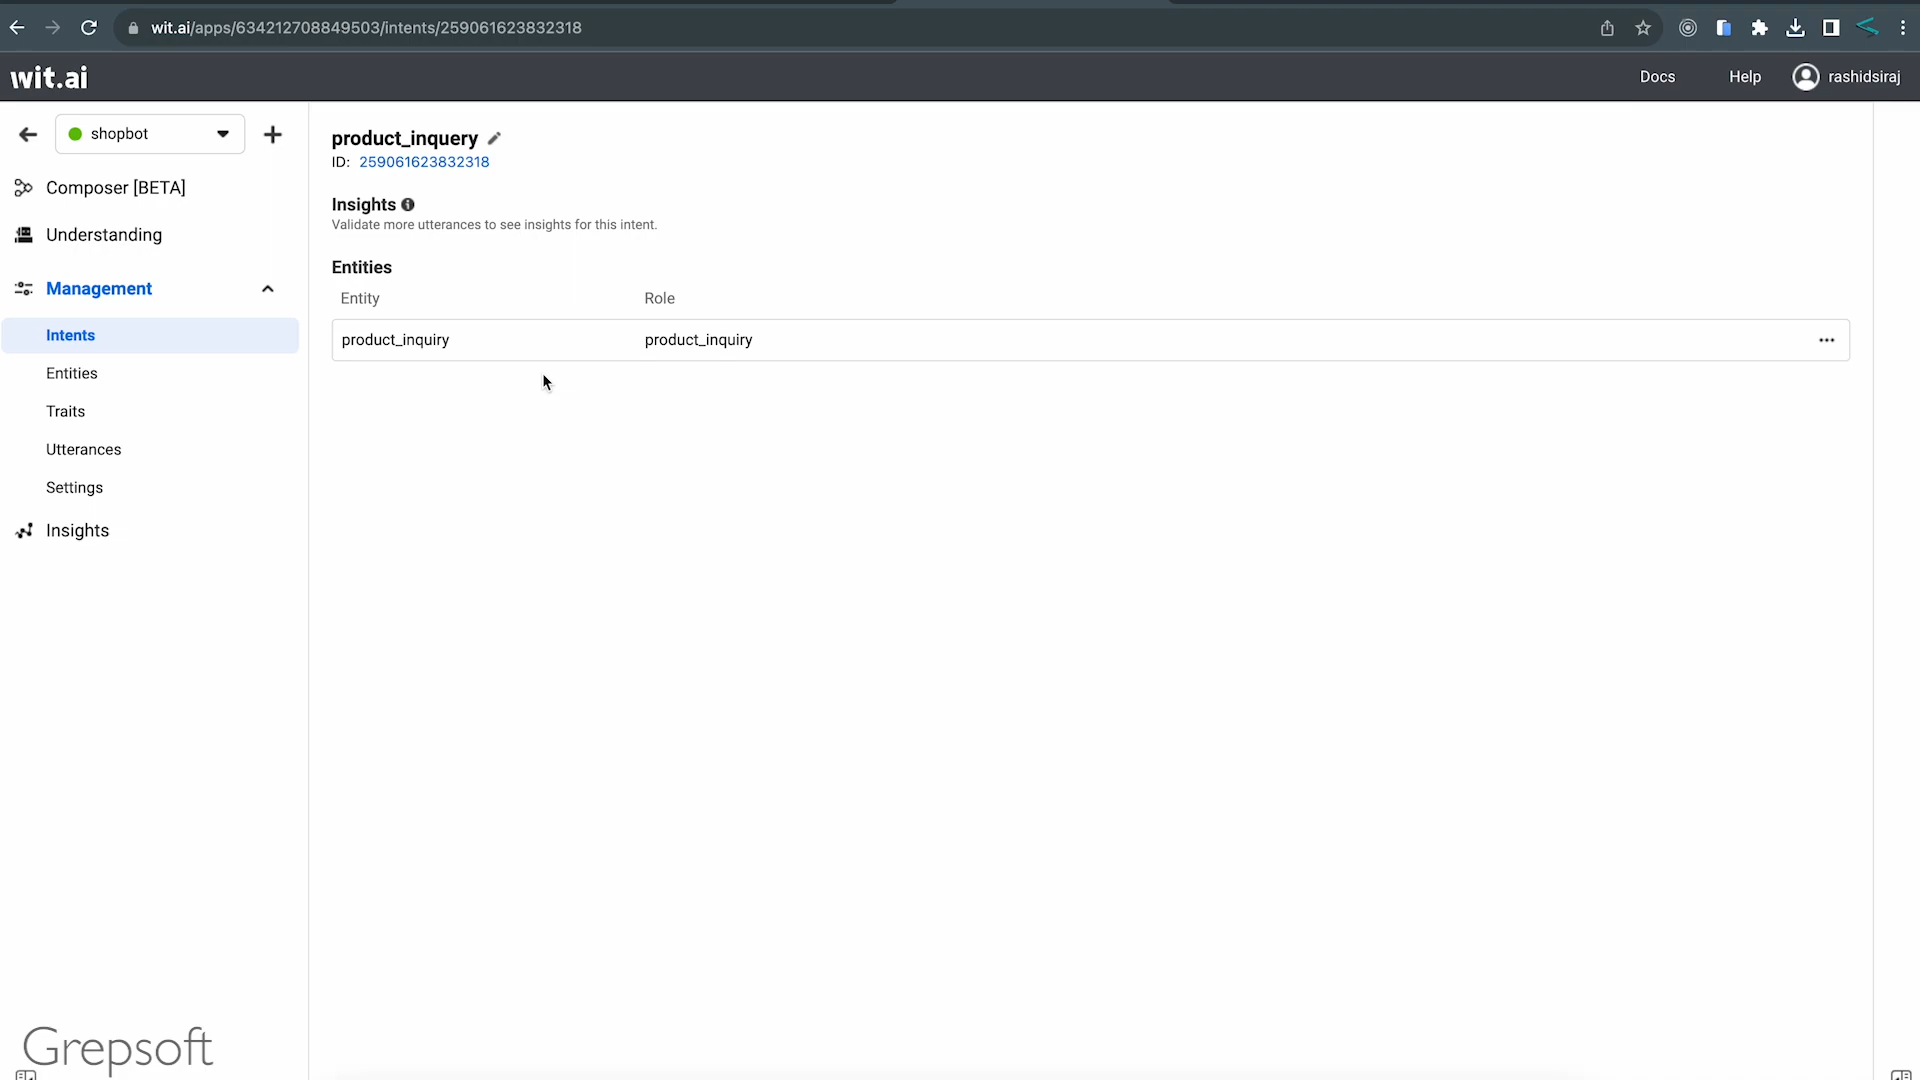 wit.ai/apps/634212708849503/intents/259061623832318
wit.ai
Docs
Help
rashidsiraj
shopbot
Composer [BETA]
Understanding
Management
Intents
Entities
Traits
Utterances
Settings
Insights
product_inquery
ID: 259061623832318
Insights
Validate more utterances to see insights for this intent.
Entities
Entity Role
product_inquiry product_inquiry
Grepsoft